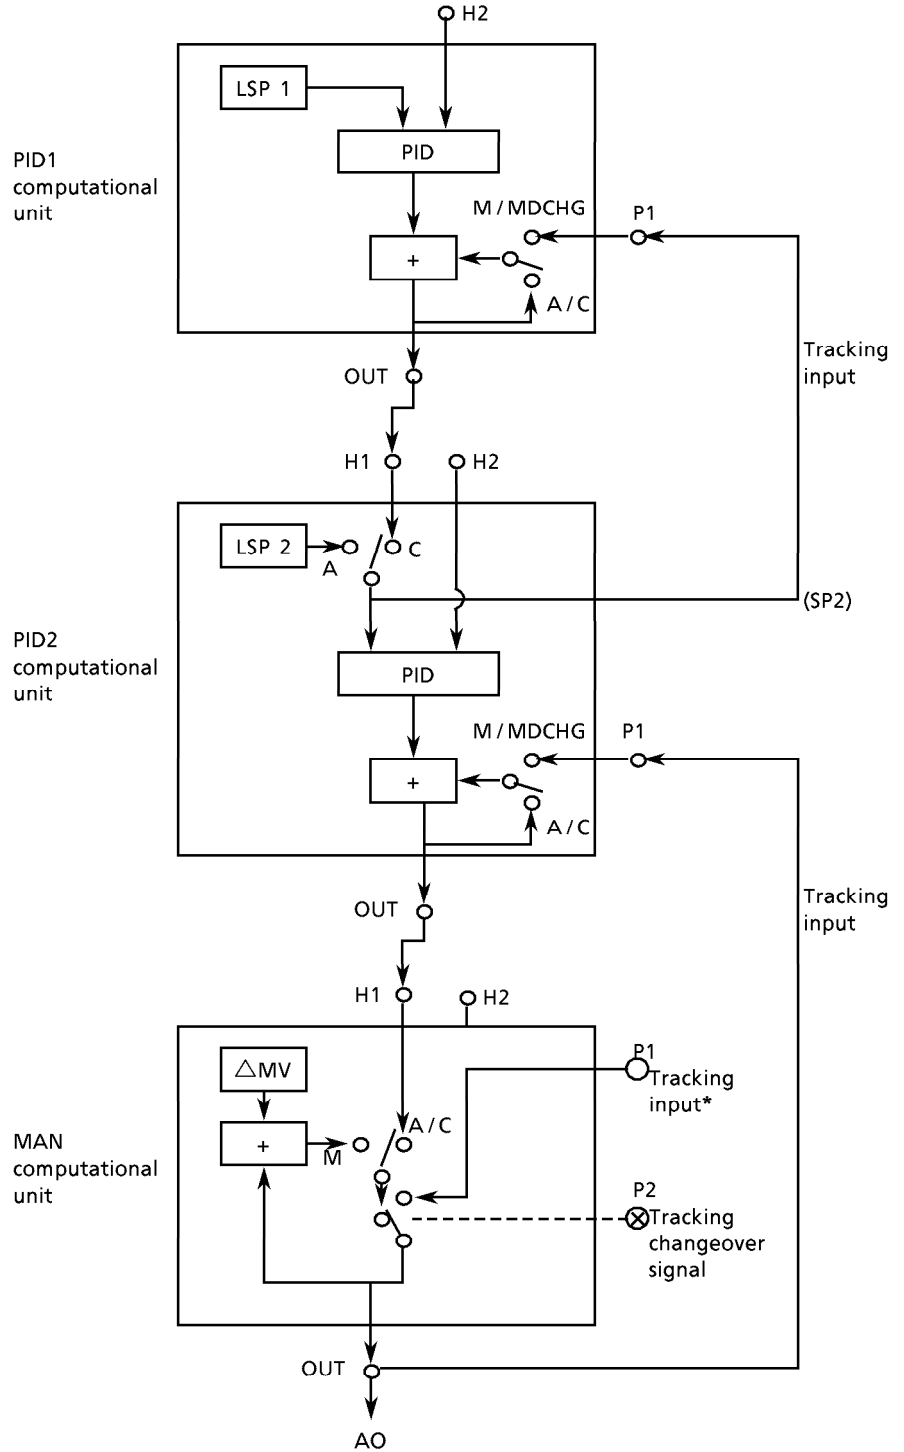 H2
LSP 1
PID
PID1
computational
unit
M / MDCHG
P1
+
A / C
Tracking
input
OUT
H1
H2
LSP 2
A
C
(SP2)
PID2
computational
unit
PID
M / MDCHG
P1
+
A / C
Tracking
input
OUT
H1
H2
△MV
P1
Tracking
input*
A / C
MAN
computational
unit
+
M
P2
Tracking
changeover
signal
OUT
AO